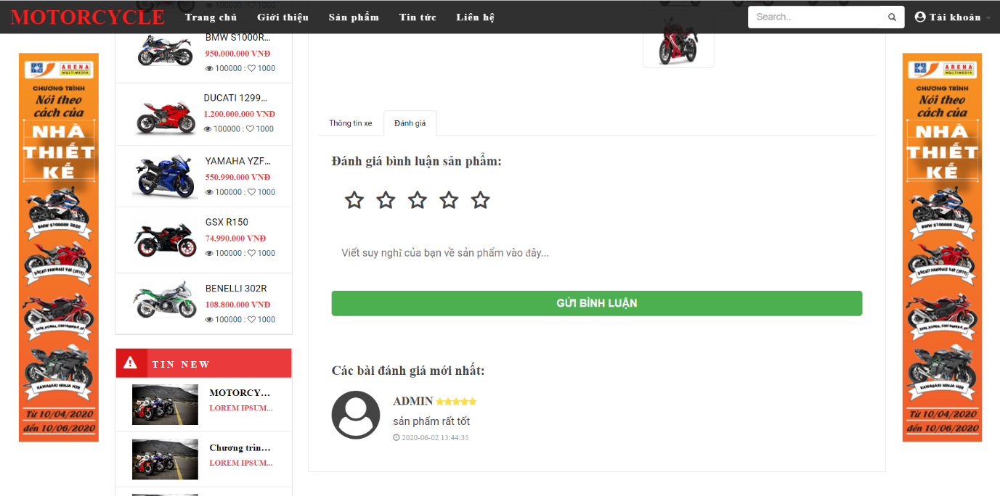 MOTORCYCLE
Trang chủ
Giới thiệu
Sản phẩm
Tin tức
Liên hệ
Search..
Tài khoản
ARENA
MULTIMEDIA
CHƯƠNG TRÌNH
Nói theo
cách của
NHÀ
THIẾT
KẾ
BMW S1000RR 2020
DUCATI PANIGALE V4R (2019)
KAWASAKI NINJA H2R
Từ 10/04/2020
đến 10/06/2020
BMW S1000R...
950.000.000 VNĐ
100000 : 1000
DUCATI 1299...
1.200.000.000 VNĐ
100000 : 1000
YAMAHA YZF...
550.990.000 VNĐ
100000 : 1000
GSX R150
74.990.000 VNĐ
100000 : 1000
BENELLI 302R
108.800.000 VNĐ
100000 : 1000
TIN NEW
MOTORCY...
LOREM IPSUM...
Chương trìn...
LOREM IPSUM...
Thông tin xe
Đánh giá
Đánh giá bình luận sản phẩm:
Viết suy nghĩ của bạn về sản phẩm vào đây...
GỬI BÌNH LUẬN
Các bài đánh giá mới nhất:
ADMIN
sản phẩm rất tốt
2020-06-02 13:44:35
ARENA
MULTIMEDIA
CHƯƠNG TRÌNH
Nói theo
cách của
NHÀ
THIẾT
KẾ
BMW S1000RR 2020
DUCATI PANIGALE V4R (2019)
KAWASAKI NINJA H2R
Từ 10/04/2020
đến 10/06/2020